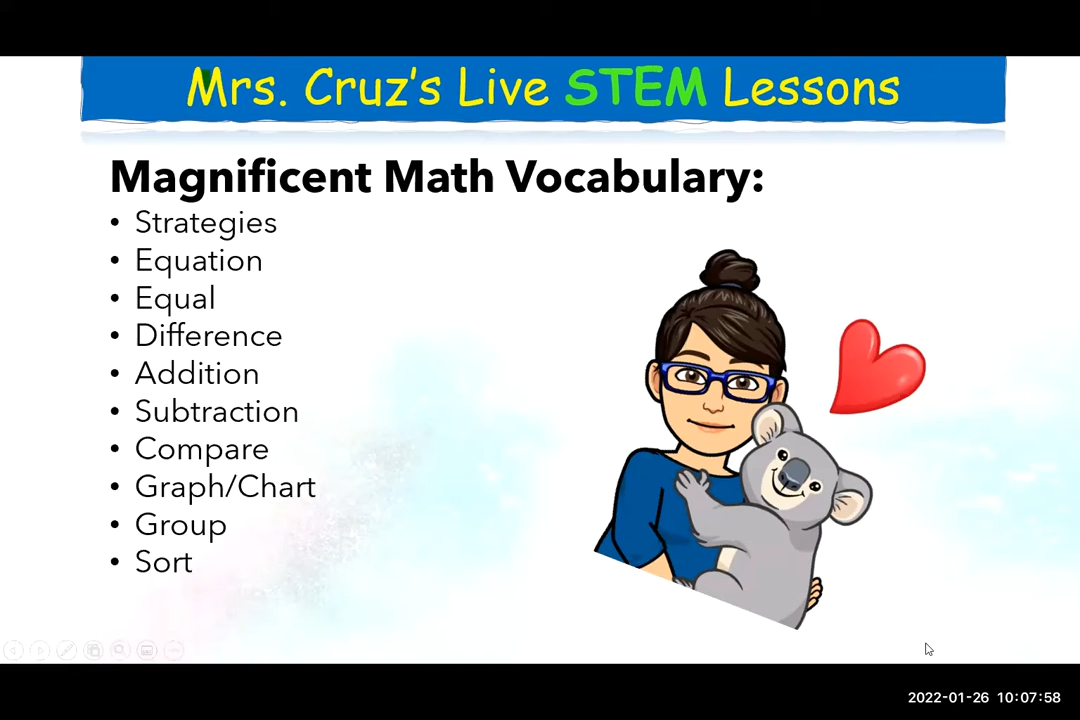 Mrs. Cruz's Live STEM Lessons
Magnificent Math Vocabulary:
• Strategies
• Equation
• Equal
• Difference
• Addition
• Subtraction
• Compare
• Graph/Chart
• Group
• Sort
2022-01-26 10:07:58